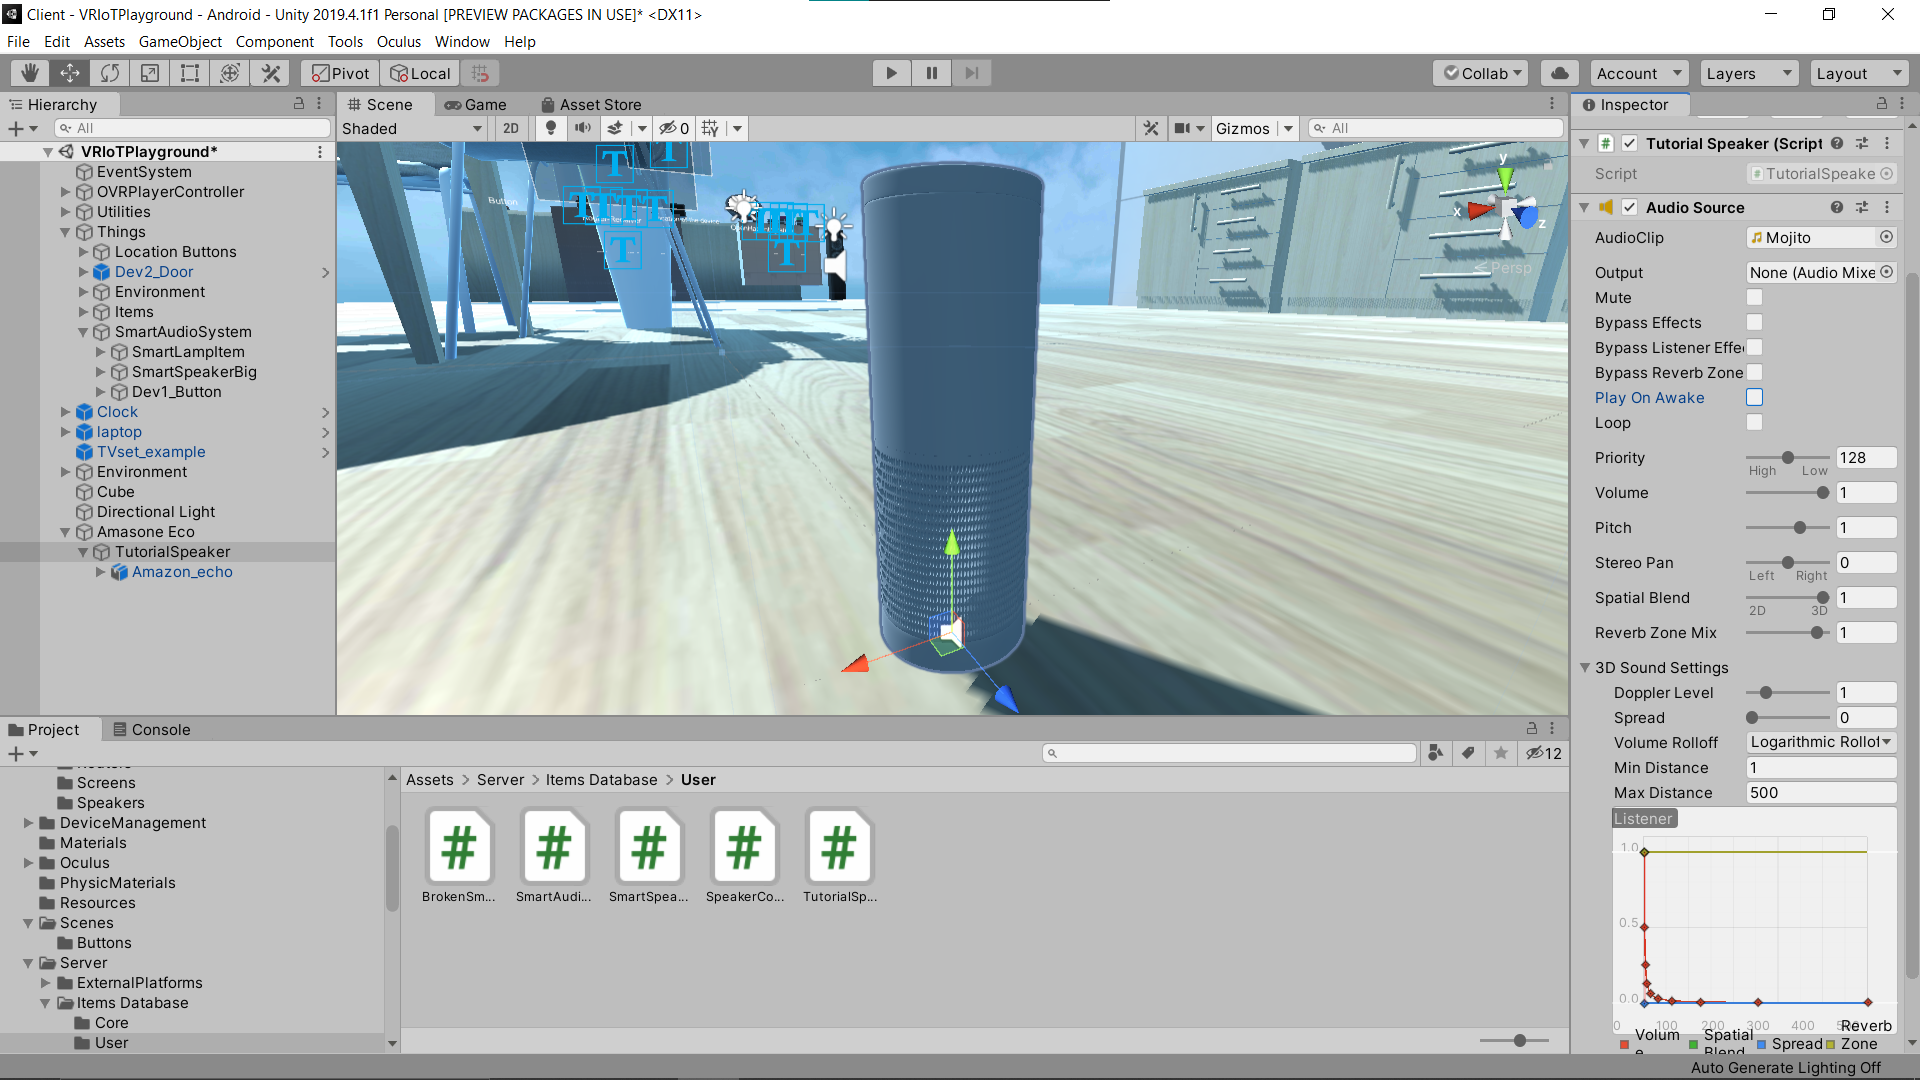 Client - VRIoTPlayground - Android - Unity 2019.4.1f1 Personal [PREVIEW PACKAGES IN USE]* <DX11>
File Edit Assets GameObject Component Tools Oculus Window Help
Pivot Local Collab Account Layers Layout
Hierarchy
All
VRIoTPlayground*
EventSystem
OVRPlayerController
Utilities
Things
Location Buttons
Dev2_Door
Environment
Items
SmartAudioSystem
SmartLampItem
SmartSpeakerBig
Dev1_Button
Clock
laptop
TVset_example
Environment
Cube
Directional Light
Amasone Eco
TutorialSpeaker
Amazon_echo
Scene Game Asset Store
Shaded 2D 0 Gizmos All
Button
T T
T T T T
T
T T T
T
y
x z
Persp
Inspector
Tutorial Speaker (Script
Script TutorialSpeake
Audio Source
AudioClip Mojito
Output None (Audio Mixe
Mute
Bypass Effects
Bypass Listener Effe
Bypass Reverb Zone
Play On Awake
Loop
Priority 128
High Low
Volume 1
Pitch 1
Stereo Pan 0
Left Right
Spatial Blend 1
2D 3D
Reverb Zone Mix 1
3D Sound Settings
Doppler Level 1
Spread 0
Volume Rolloff Logarithmic Rollof
Min Distance 1
Max Distance 500
Listener
1.0
0.5
0.0
0 100 200 300 400
Volum Spatial Spread Reverb Zone
Project Console
12
Screens
Speakers
DeviceManagement
Materials
Oculus
PhysicMaterials
Resources
Scenes
Buttons
Server
ExternalPlatforms
Items Database
Core
User
Assets > Server > Items Database > User
# # # # #
BrokenSm... SmartAudi... SmartSpea... SpeakerCo... TutorialSp...
Auto Generate Lighting Off